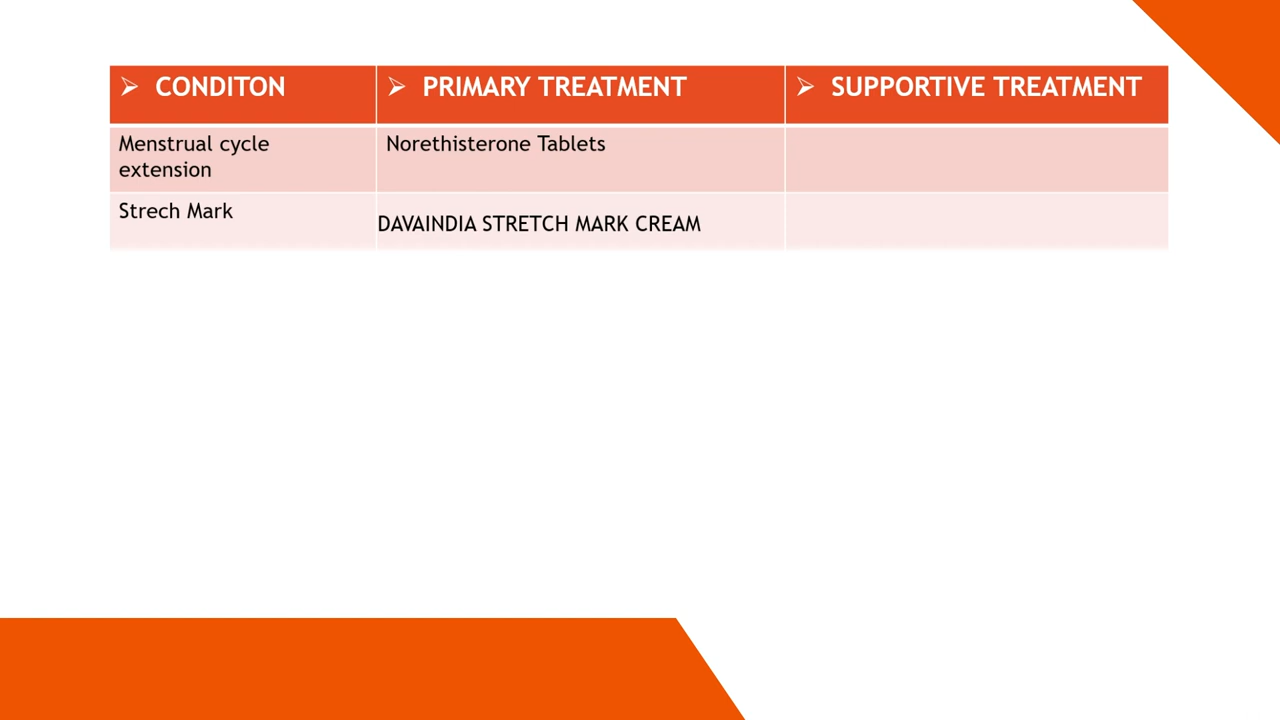 ➢ CONDITON ➢ PRIMARY TREATMENT ➢ SUPPORTIVE TREATMENT
Menstrual cycle extension Norethisterone Tablets
Strech Mark DAVAINDIA STRETCH MARK CREAM